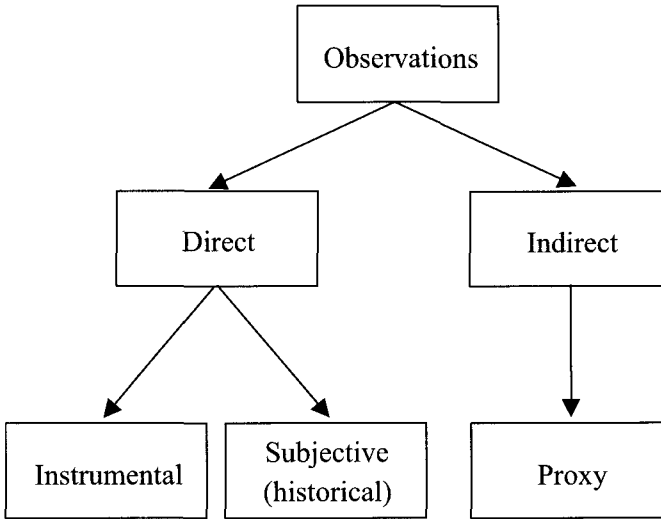 Observations
Direct
Indirect
Instrumental
Subjective
(historical)
Proxy